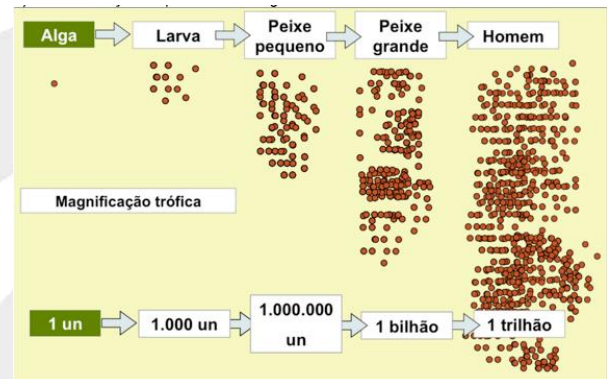 Alga
Larva
Peixe
pequeno
Peixe
grande
Homem
Magnificação trófica
1 un
1.000 un
1.000.000
un
1 bilhão
1 trilhão